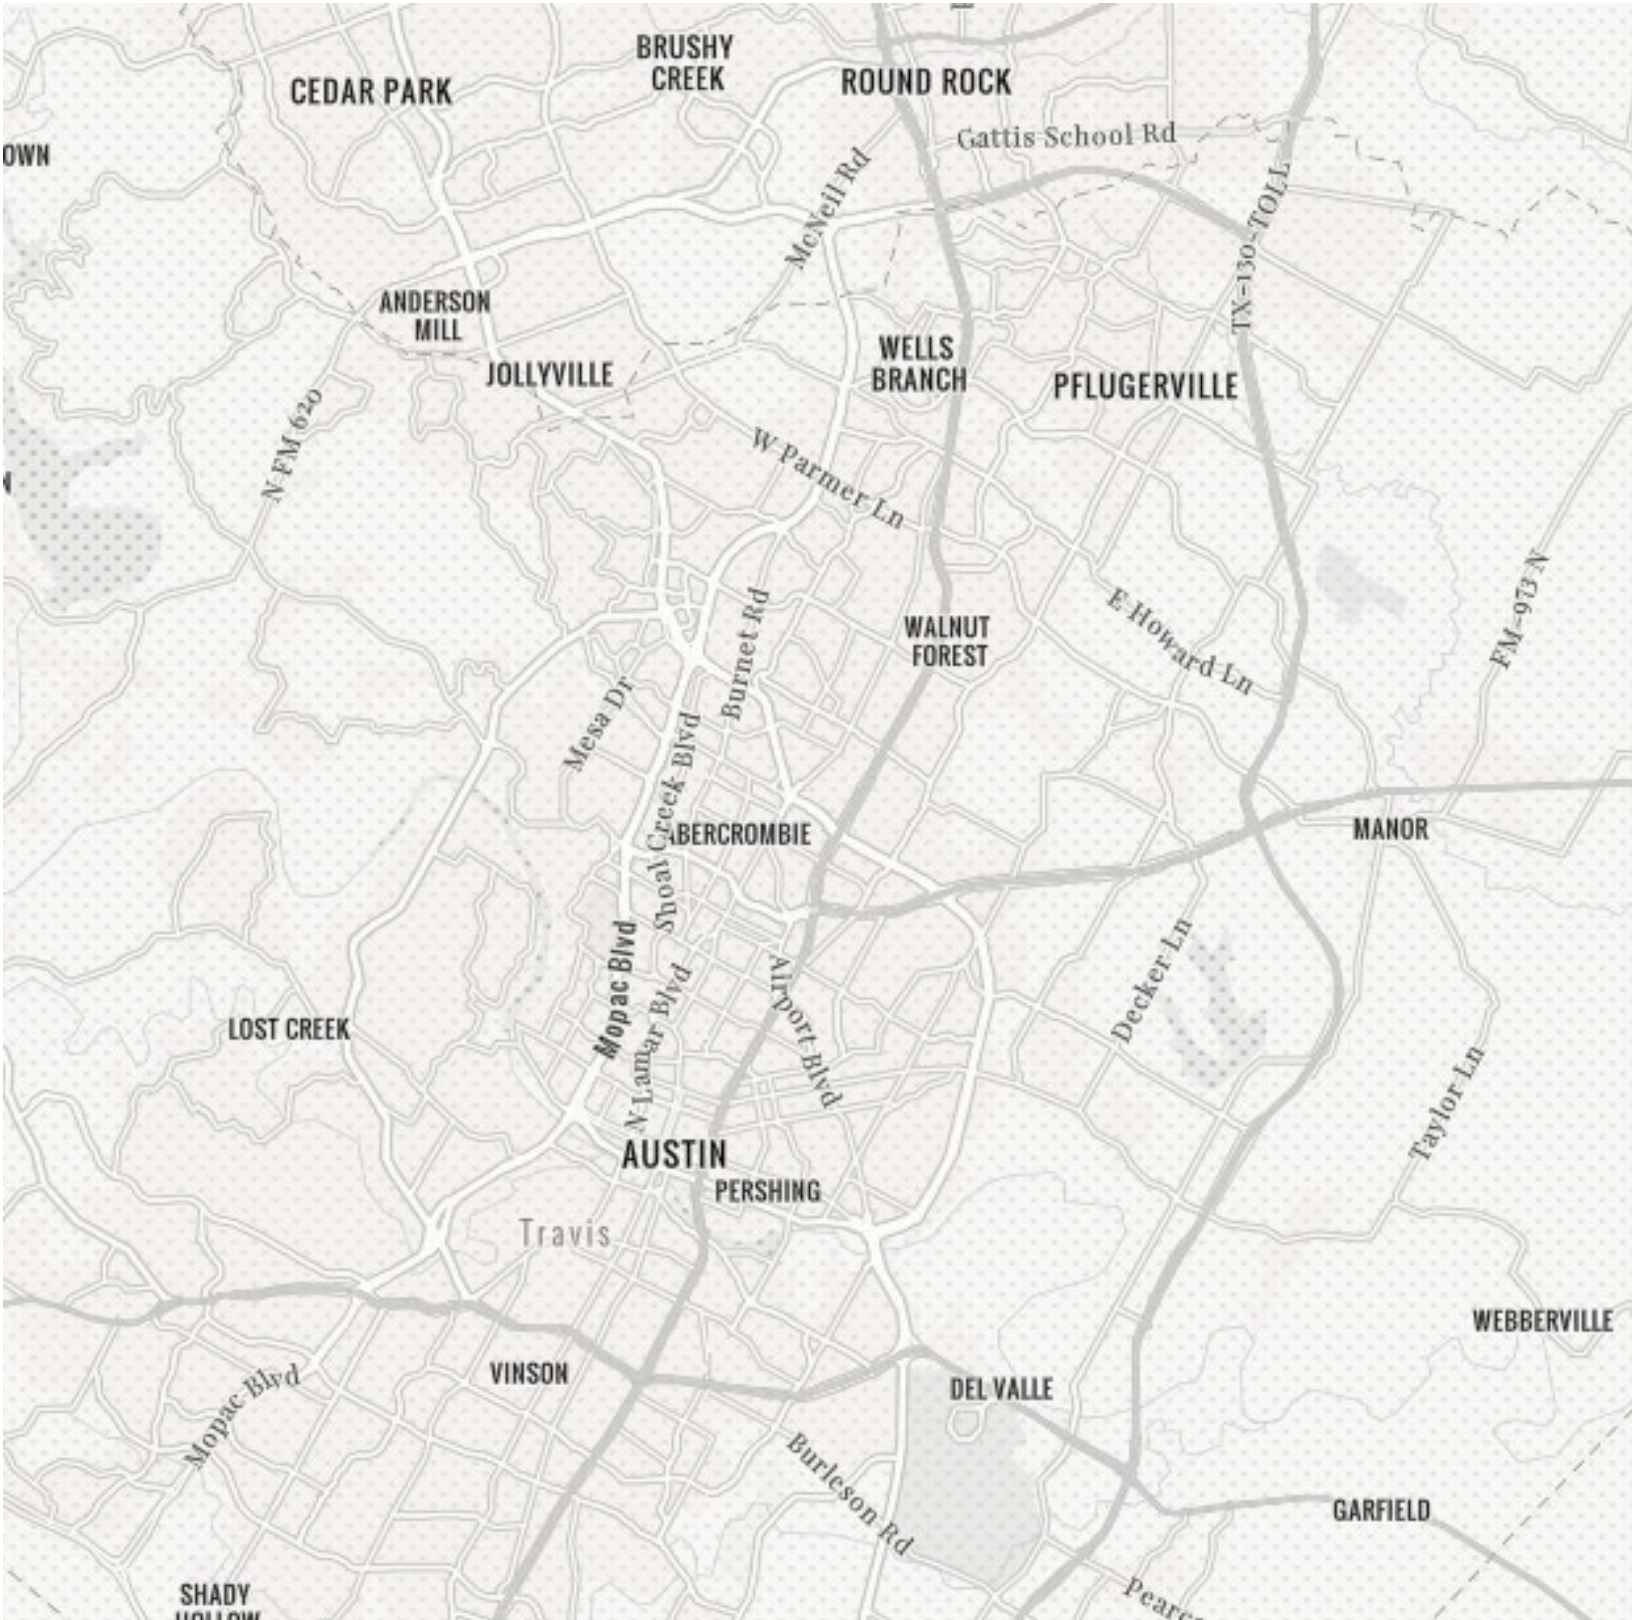 BRUSHY
CREEK
CEDAR PARK
ROUND ROCK
Gattis School Rd
OWN
McNeil Rd
TX-130-TOLL
ANDERSON
MILL
WELLS
BRANCH
JOLLYVILLE
PFLUGERVILLE
N FM 620
W Parmer Ln
FM-973 N
E Howard Ln
Burnet Rd
WALNUT
FOREST
Mesa Dr
Shoal Creek Blvd
ABERCROMBIE
MANOR
Mopac Blvd
N Lamar Blvd
Airport Blvd
Decker Ln
LOST CREEK
Taylor Ln
AUSTIN
PERSHING
Travis
WEBBERVILLE
VINSON
DEL VALLE
Mopac Blvd
Burleson Rd
GARFIELD
SHADY
HOLLOW